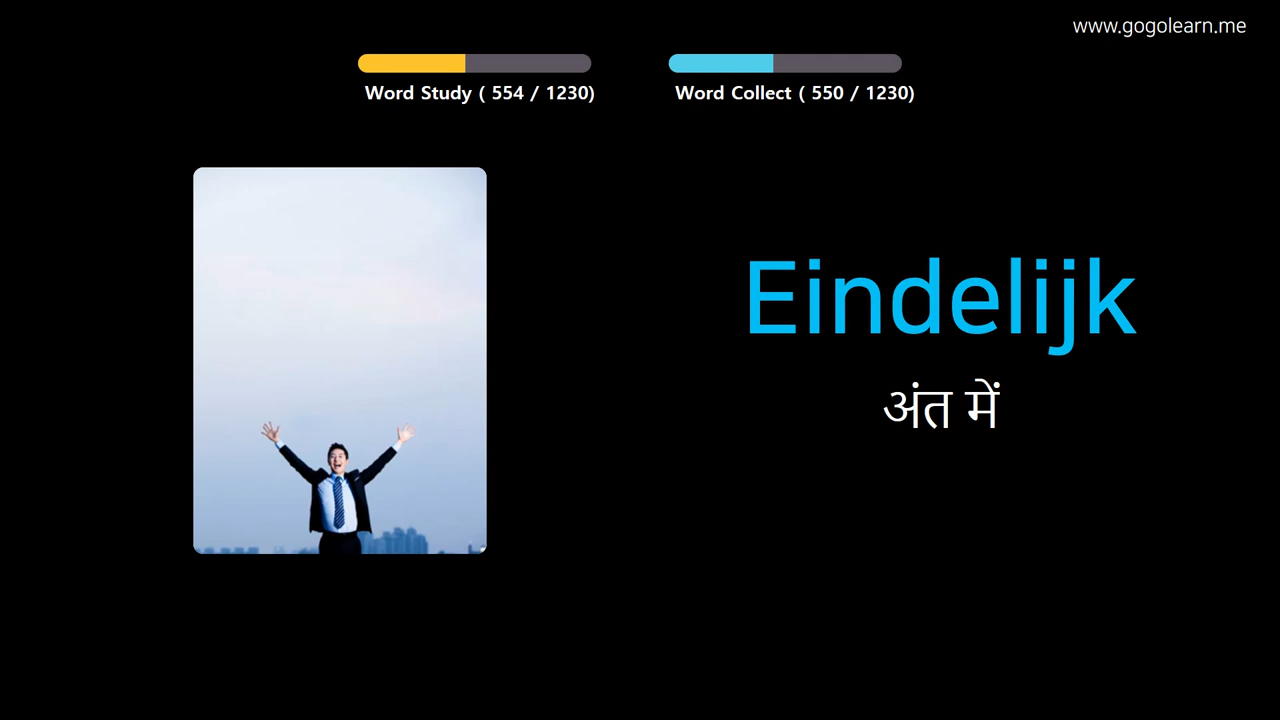 www.gogolearn.me
Word Study ( 554 / 1230)
Word Collect ( 550 / 1230)
Eindelijk
अंत में